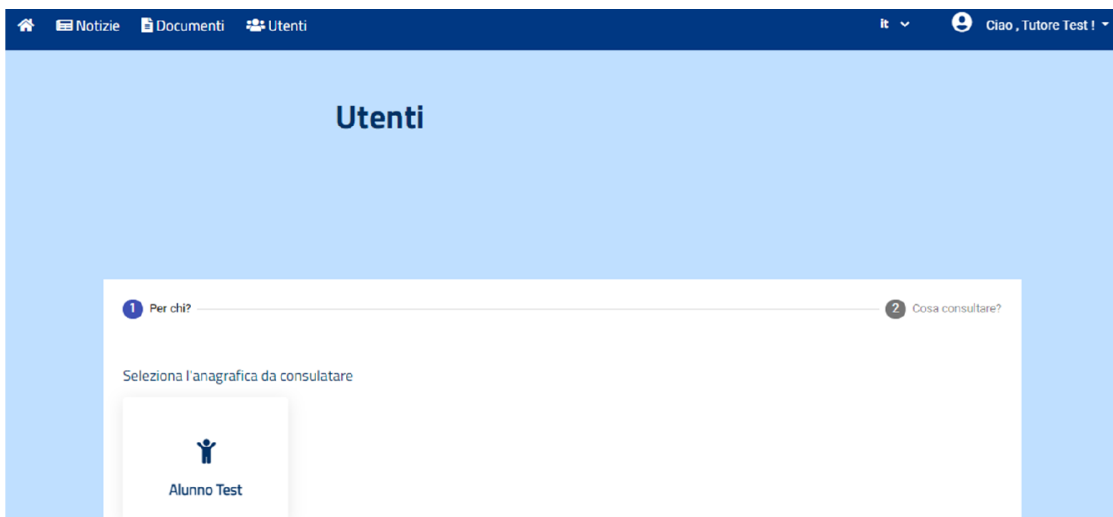 Notizie Documenti Utenti it Ciao , Tutore Test !
Utenti
1 Per chi? 2 Cosa consultare?
Seleziona l'anagrafica da consulatare
Alunno Test